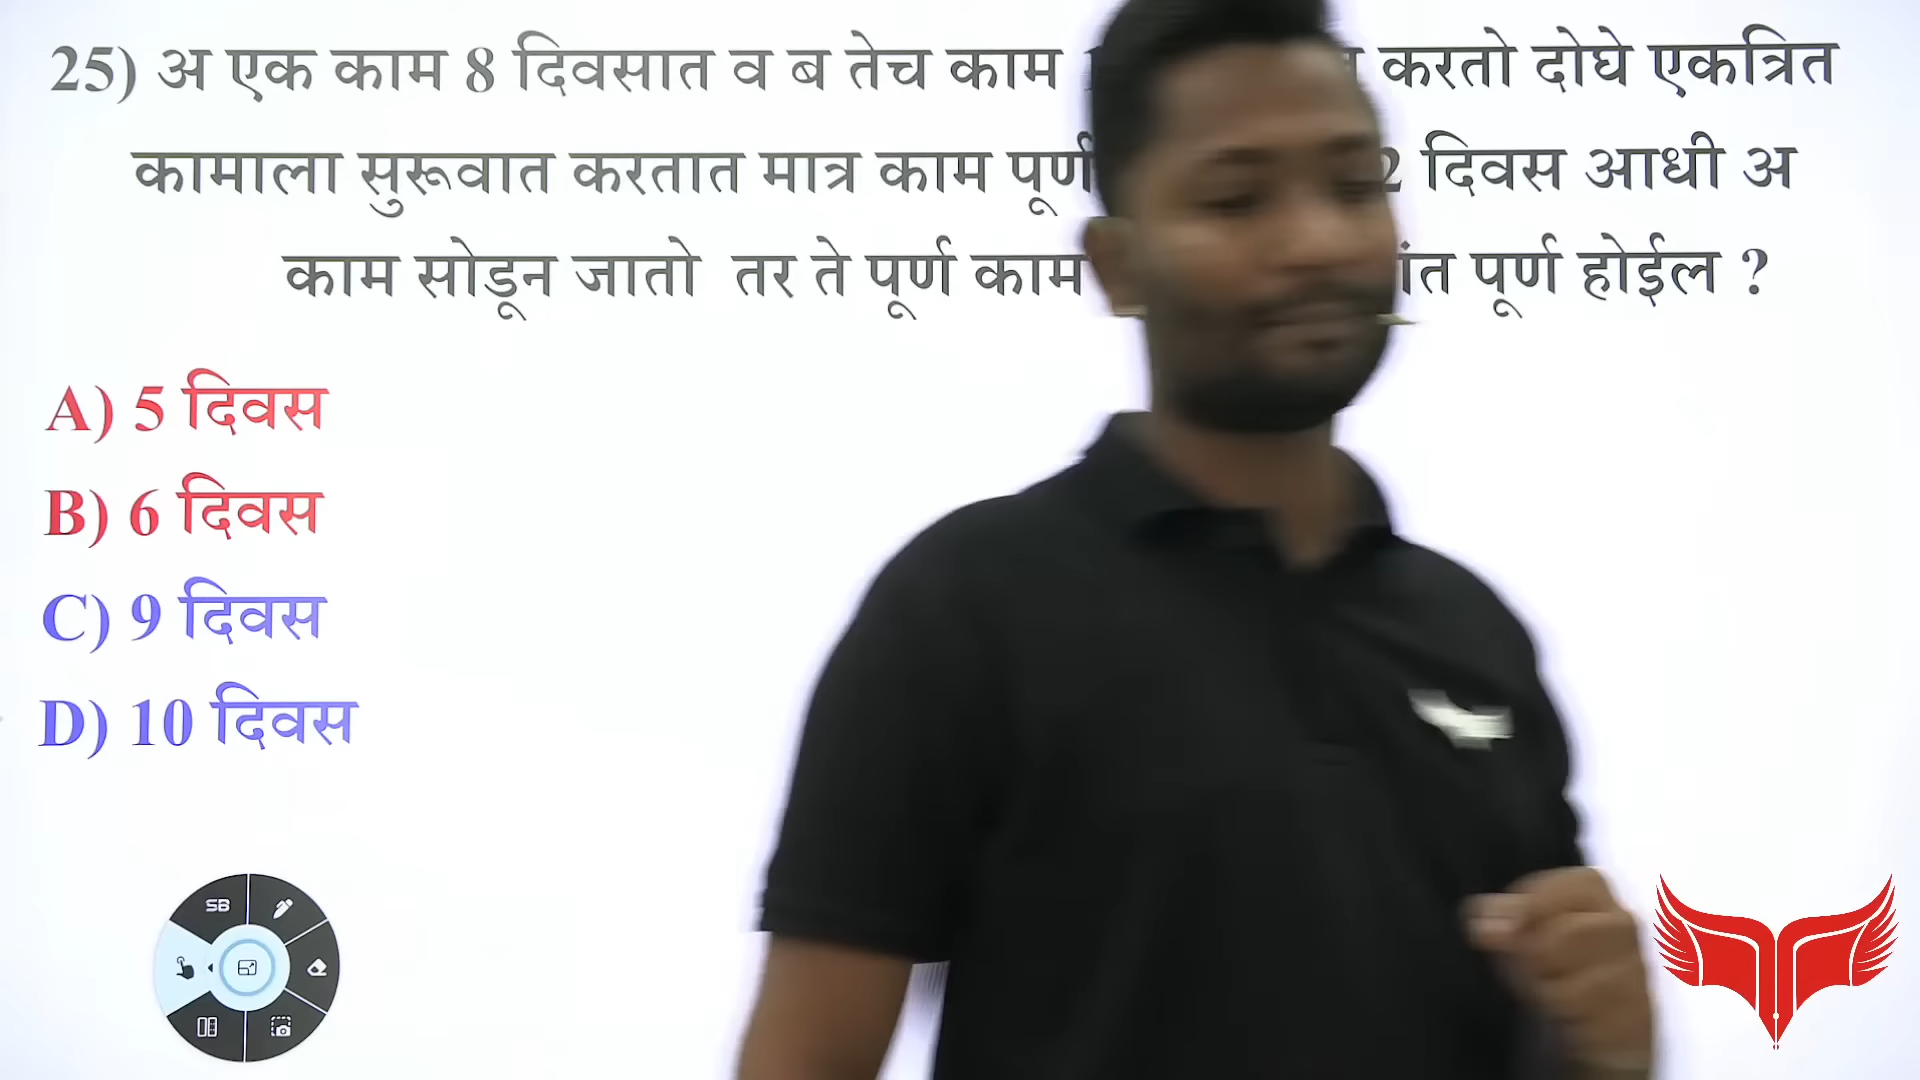 25) अ एक काम 8 दिवसात व ब तेच काम करतो दोघे एकत्रित
कामाला सुरूवात करतात मात्र काम पूर्ण 2 दिवस आधी अ
काम सोडून जातो तर ते पूर्ण काम पूर्ण होईल ?
A) 5 दिवस
B) 6 दिवस
C) 9 दिवस
D) 10 दिवस
SB